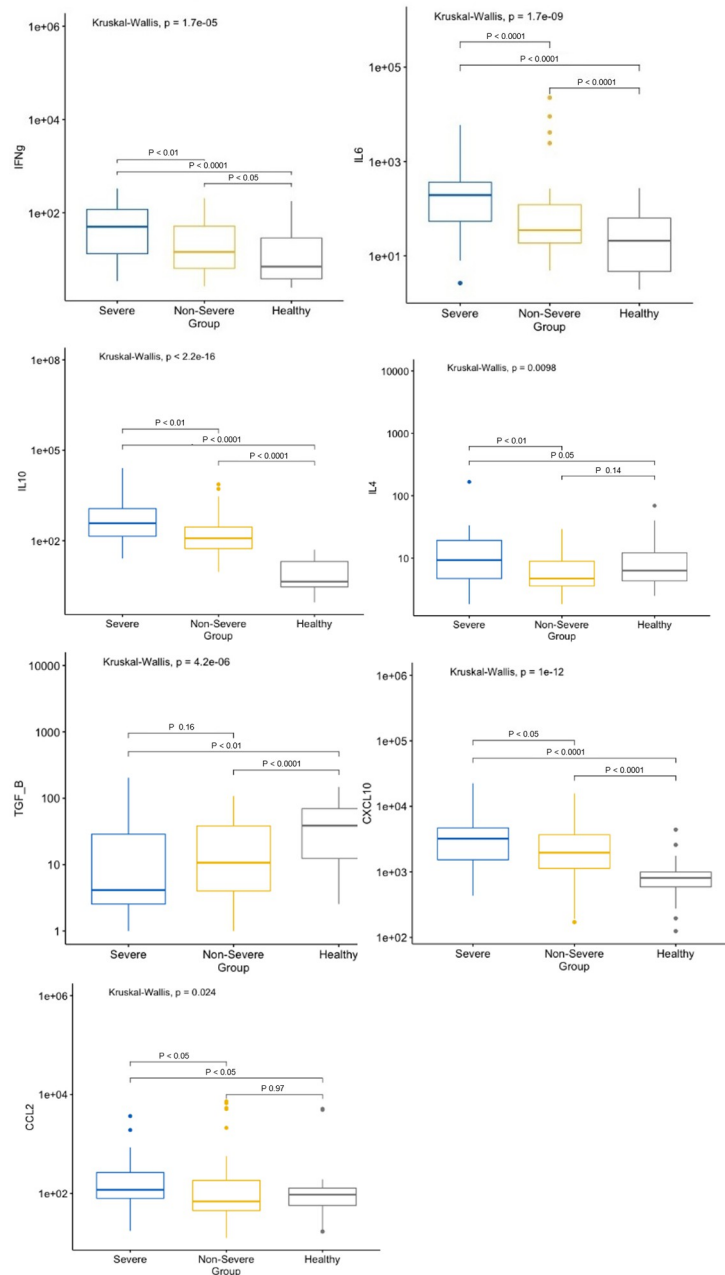 Kruskal-Wallis, p = 1.7e-05
1e+06
1e+04
1e+02
IFNg
P < 0.01
P < 0.0001
P < 0.05
Severe
Non-Severe
Healthy
Group
Kruskal-Wallis, p = 1.7e-09
1e+05
1e+03
1e+01
IL6
P < 0.0001
P < 0.0001
P < 0.0001
Severe
Non-Severe
Healthy
Group
Kruskal-Wallis, p < 2.2e-16
1e+08
1e+05
1e+02
IL10
P < 0.01
P < 0.0001
P < 0.0001
Severe
Non-Severe
Healthy
Group
Kruskal-Wallis, p = 0.0098
10000
1000
100
10
IL4
P < 0.01
P 0.05
P 0.14
Severe
Non-Severe
Healthy
Group
Kruskal-Wallis, p = 4.2e-06
10000
1000
100
10
1
TGF_B
P 0.16
P < 0.01
P < 0.0001
Severe
Non-Severe
Healthy
Group
Kruskal-Wallis, p = 1e-12
1e+06
1e+05
1e+04
1e+03
1e+02
CXCL10
P < 0.05
P < 0.0001
P < 0.0001
Severe
Non-Severe
Healthy
Group
Kruskal-Wallis, p = 0.024
1e+06
1e+04
1e+02
CCL2
P < 0.05
P < 0.05
P 0.97
Severe
Non-Severe
Healthy
Group